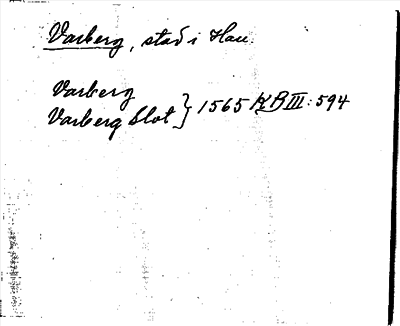 Varberg, stad i Hall.
Varberg
Varberg Slot } 1565 KB III: 594